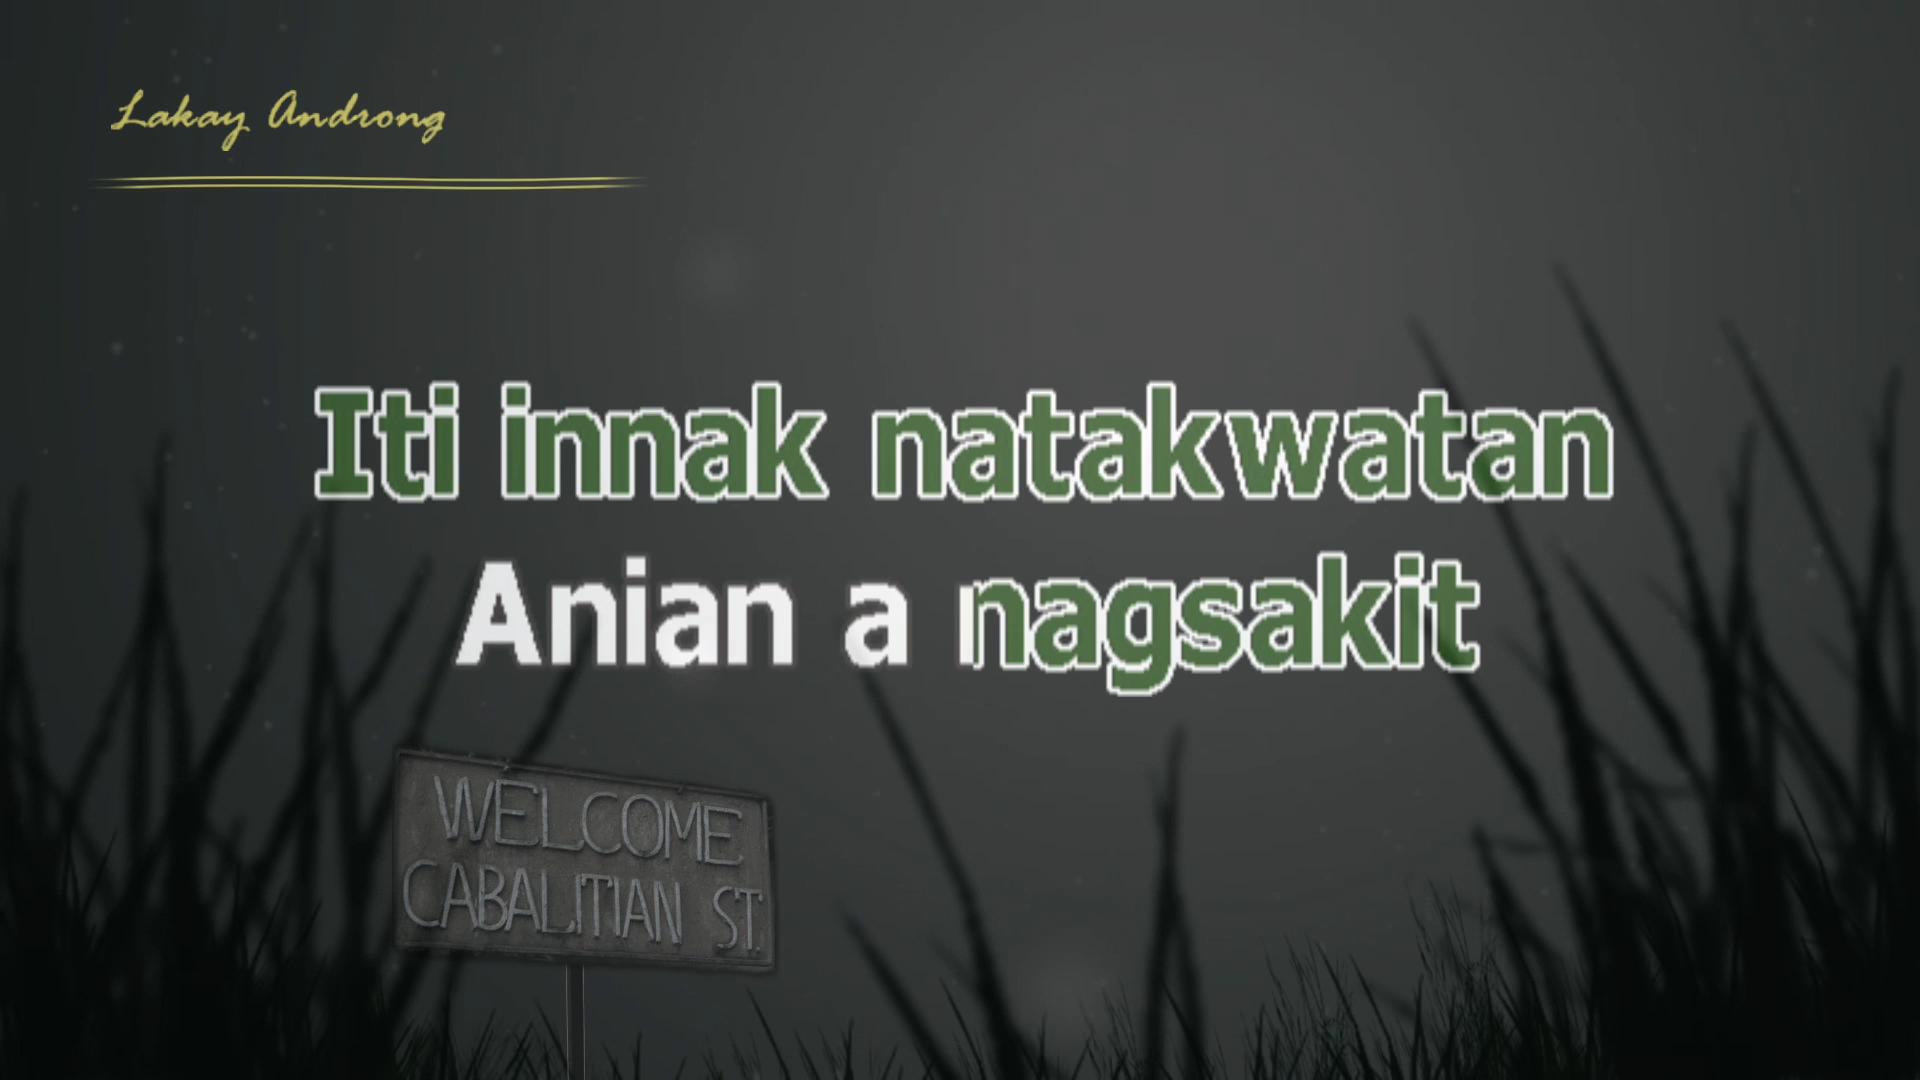 Lakay Androng
Iti innak natakwatan
Anian a nagsakit
WELCOME
CABALITIAN ST.